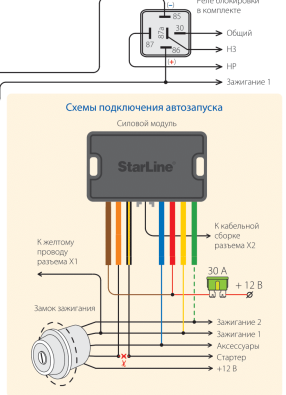 Реле блокировки
в комплекте
(–)
85
30
87a
87
86
(+)
Общий
НЗ
НР
Зажигание 1
Схемы подключения автозапуска
Силовой модуль
StarLine
К кабельной
сборке
разъема X2
К желтому
проводу
разъема X1
30 А
+ 12 В
Замок зажигания
Зажигание 2
Зажигание 1
Аксессуары
Стартер
+12 В